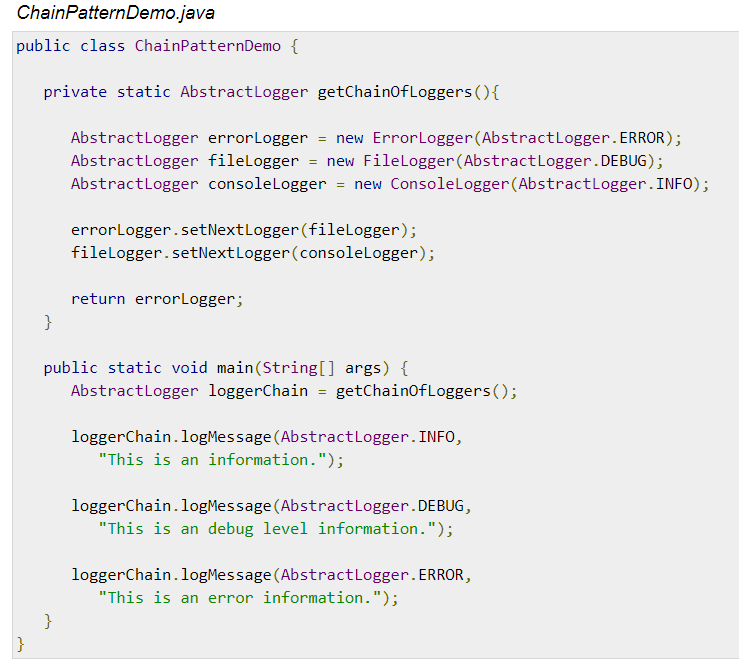 ChainPatternDemo.java
public class ChainPatternDemo {
private static AbstractLogger getChainOfLoggers(){
AbstractLogger errorLogger = new ErrorLogger(AbstractLogger.ERROR);
AbstractLogger fileLogger = new FileLogger(AbstractLogger.DEBUG);
AbstractLogger consoleLogger = new ConsoleLogger(AbstractLogger.INFO);
errorLogger.setNextLogger(fileLogger);
fileLogger.setNextLogger(consoleLogger);
return errorLogger;
}
public static void main(String[] args) {
AbstractLogger loggerChain = getChainOfLoggers();
loggerChain.logMessage(AbstractLogger.INFO,
"This is an information.");
loggerChain.logMessage(AbstractLogger.DEBUG,
"This is an debug level information.");
loggerChain.logMessage(AbstractLogger.ERROR,
"This is an error information.");
}
}